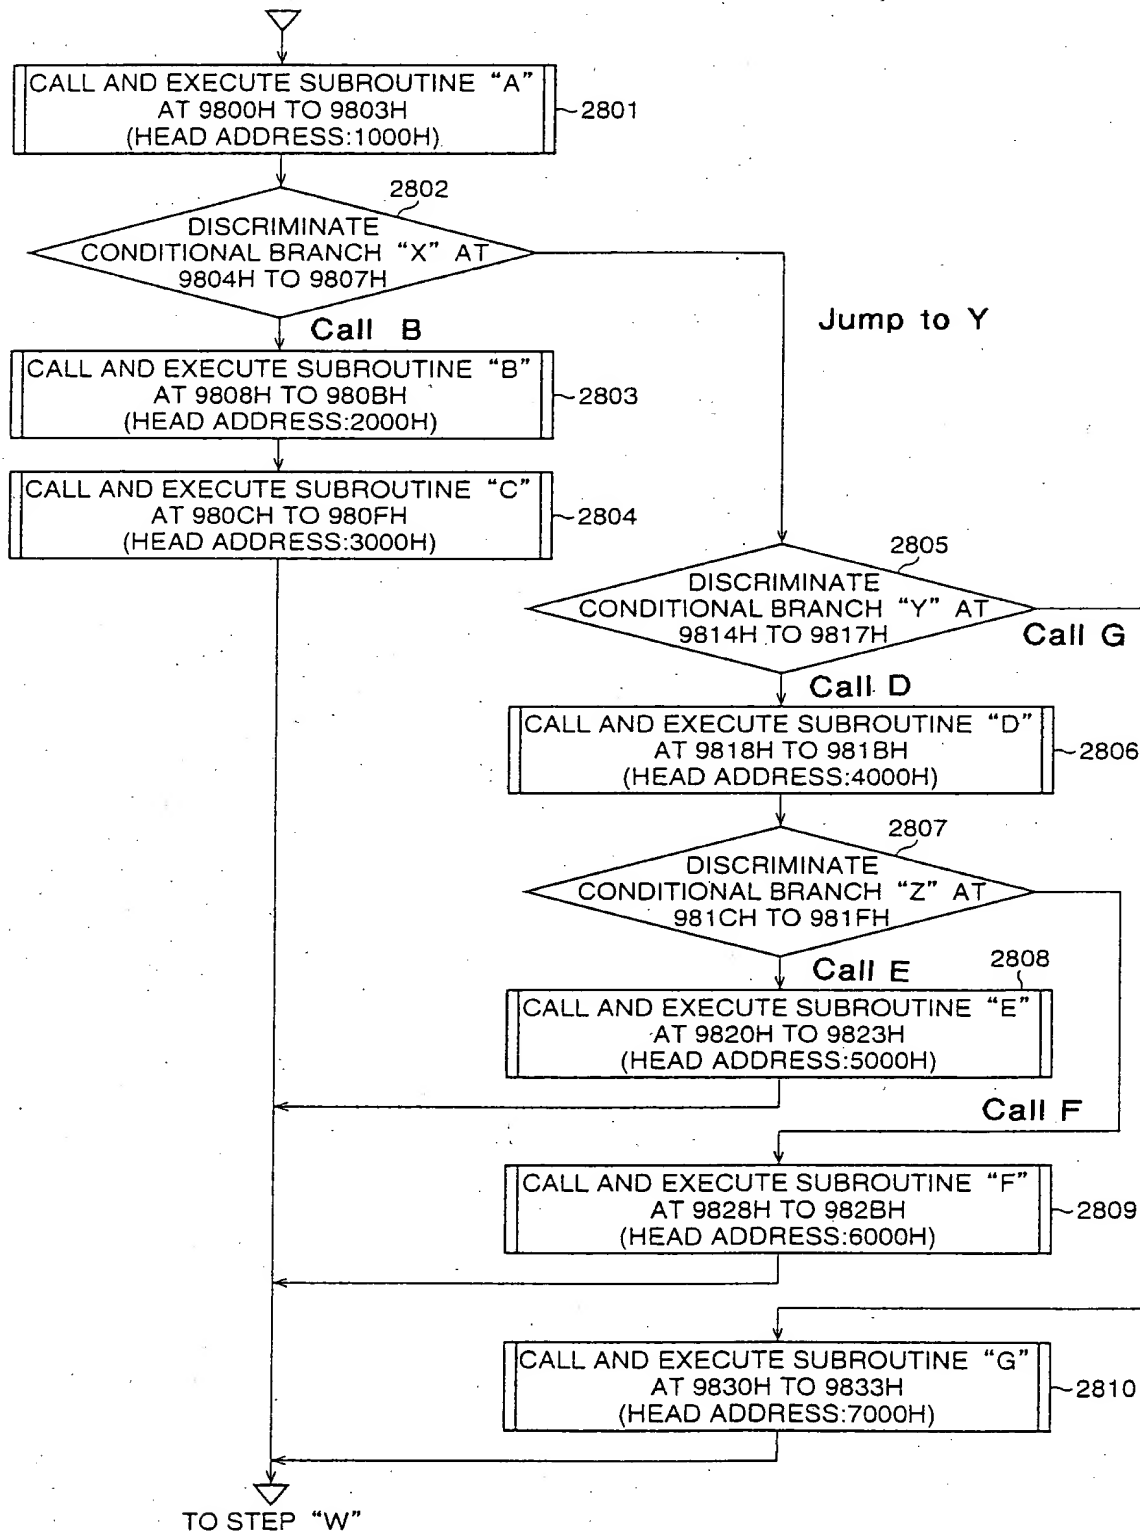 CALL AND EXECUTE SUBROUTINE "A"
AT 9800H TO 9803H
(HEAD ADDRESS:1000H)
2801
2802
DISCRIMINATE
CONDITIONAL BRANCH "X" AT
9804H TO 9807H
Call B
Jump to Y
CALL AND EXECUTE SUBROUTINE "B"
AT 9808H TO 980BH
(HEAD ADDRESS:2000H)
2803
CALL AND EXECUTE SUBROUTINE "C"
AT 980CH TO 980FH
(HEAD ADDRESS:3000H)
2804
2805
DISCRIMINATE
CONDITIONAL BRANCH "Y" AT
9814H TO 9817H
Call G
Call D
CALL AND EXECUTE SUBROUTINE "D"
AT 9818H TO 981BH
(HEAD ADDRESS:4000H)
2806
2807
DISCRIMINATE
CONDITIONAL BRANCH "Z" AT
981CH TO 981FH
Call E
2808
CALL AND EXECUTE SUBROUTINE "E"
AT 9820H TO 9823H
(HEAD ADDRESS:5000H)
Call F
CALL AND EXECUTE SUBROUTINE "F"
AT 9828H TO 982BH
(HEAD ADDRESS:6000H)
2809
CALL AND EXECUTE SUBROUTINE "G"
AT 9830H TO 9833H
(HEAD ADDRESS:7000H)
2810
TO STEP "W"